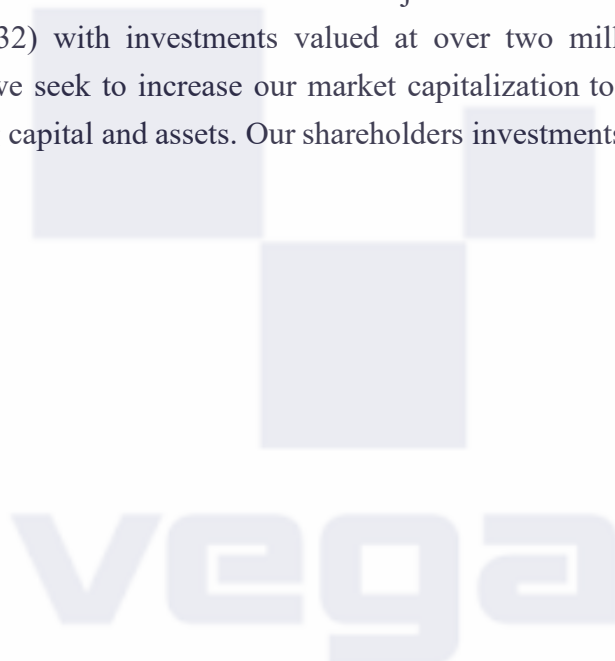 32) with investments valued at over two mill
ve seek to increase our market capitalization to
capital and assets. Our shareholders investments
vega